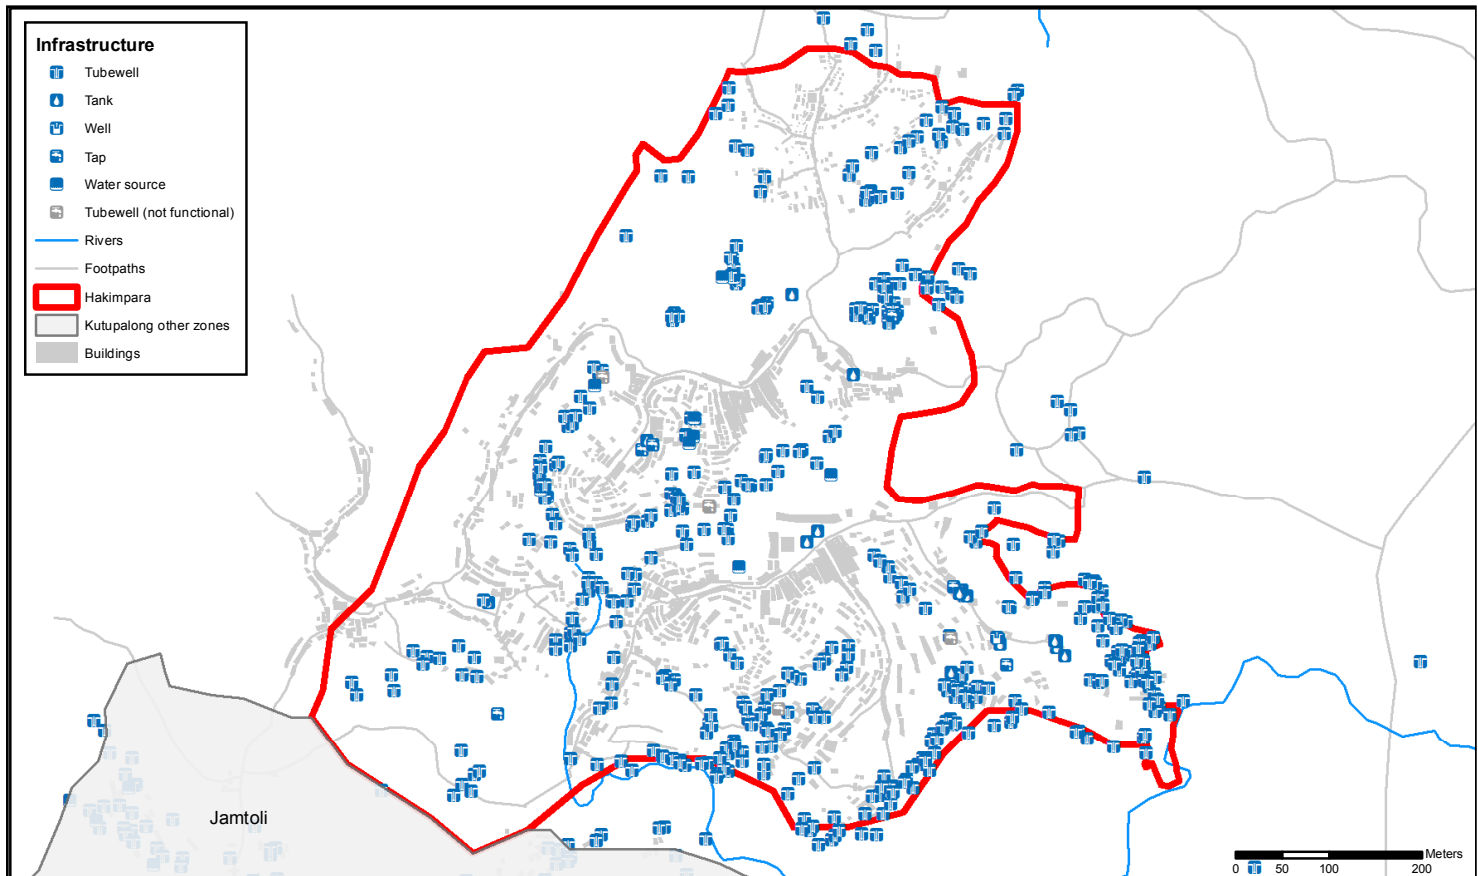 Infrastructure
Tubewell
Tank
Well
Tap
Water source
Tubewell (not functional)
Rivers
Footpaths
Hakimpara
Kutupalong other zones
Buildings
Jamtoli
Meters
0 50 100 200